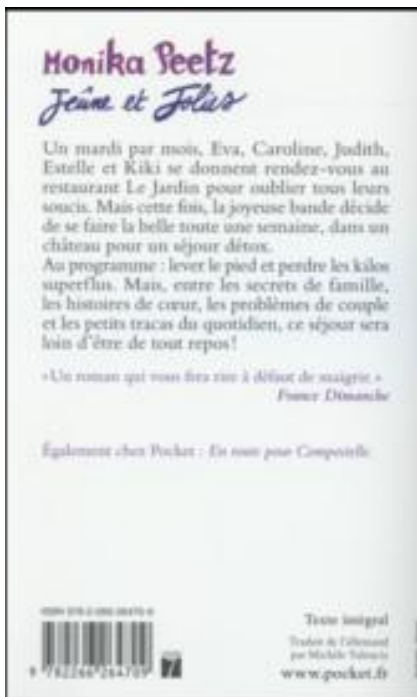 Monika Peetz
Jeûne et Jolies
Un mardi par mois, Eva, Caroline, Judith,
Estelle et Kiki se donnent rendez-vous au
restaurant Le Jardin pour oublier tous leurs
soucis. Mais cette fois, la joyeuse bande décide
de se faire la belle toute une semaine, dans un
château pour un séjour détox.
Au programme : lever le pied et perdre les kilos
superflus. Mais, entre les secrets de famille,
les histoires de cœur, les problèmes de couple
et les petits tracas du quotidien, ce séjour sera
loin d'être de tout repos !
« Un roman qui vous fera rire à défaut de maigrir. »
France Dimanche
Également chez Pocket : En route pour Compostelle
Texte intégral
Traduit de l'allemand
par Michèle Valencia
www.pocket.fr
9 782266 264709